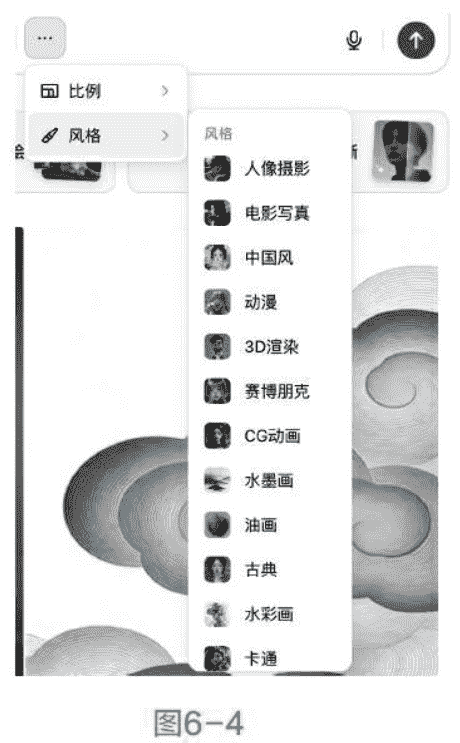 比例
风格
风格
人像摄影
电影写真
中国风
动漫
3D渲染
赛博朋克
CG动画
水墨画
油画
古典
水彩画
卡通
图6-4